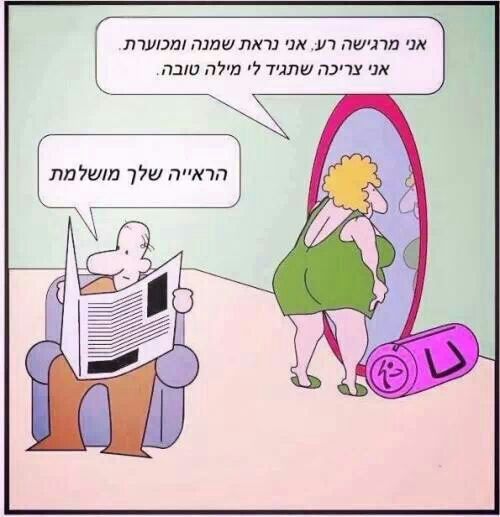 אני מרגישה רע, אני נראת שמנה ומכוערת.
אני צריכה שתגיד לי מילה טובה.
הראייה שלך מושלמת